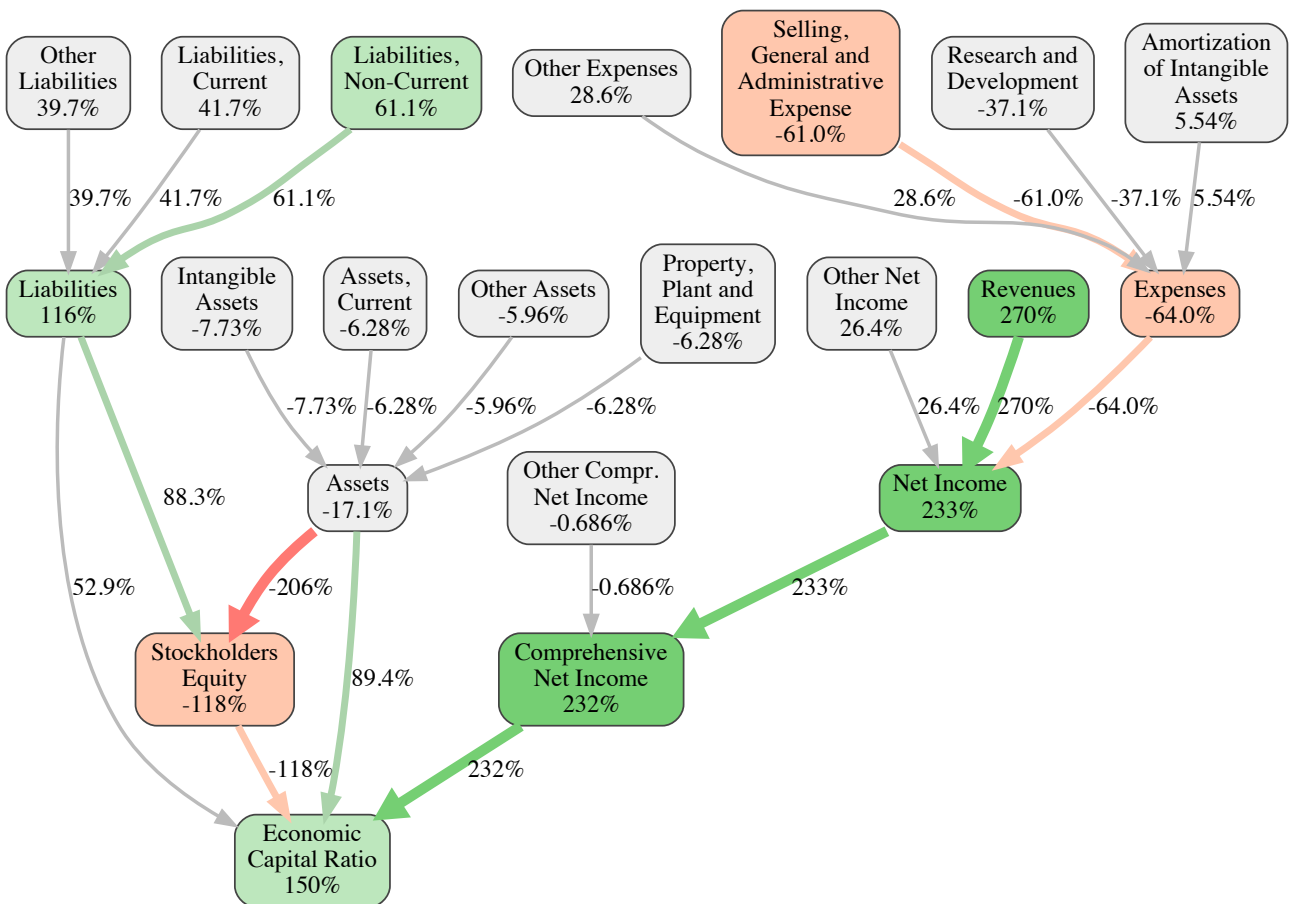 Other
Liabilities
39.7%
Liabilities,
Current
41.7%
Liabilities,
Non-Current
61.1%
Other Expenses
28.6%
Selling,
General and
Administrative
Expense
-61.0%
Research and
Development
-37.1%
Amortization
of Intangible
Assets
5.54%
39.7%
41.7%
61.1%
28.6%
-61.0%
-37.1%
5.54%
Liabilities
116%
Intangible
Assets
-7.73%
Assets,
Current
-6.28%
Other Assets
-5.96%
Property,
Plant and
Equipment
-6.28%
Other Net
Income
26.4%
Revenues
270%
Expenses
-64.0%
-7.73%
-6.28%
-5.96%
-6.28%
26.4%
270%
-64.0%
88.3%
Assets
-17.1%
Other Compr.
Net Income
-0.686%
Net Income
233%
52.9%
-206%
-0.686%
233%
Stockholders
Equity
-118%
89.4%
Comprehensive
Net Income
232%
-118%
232%
Economic
Capital Ratio
150%